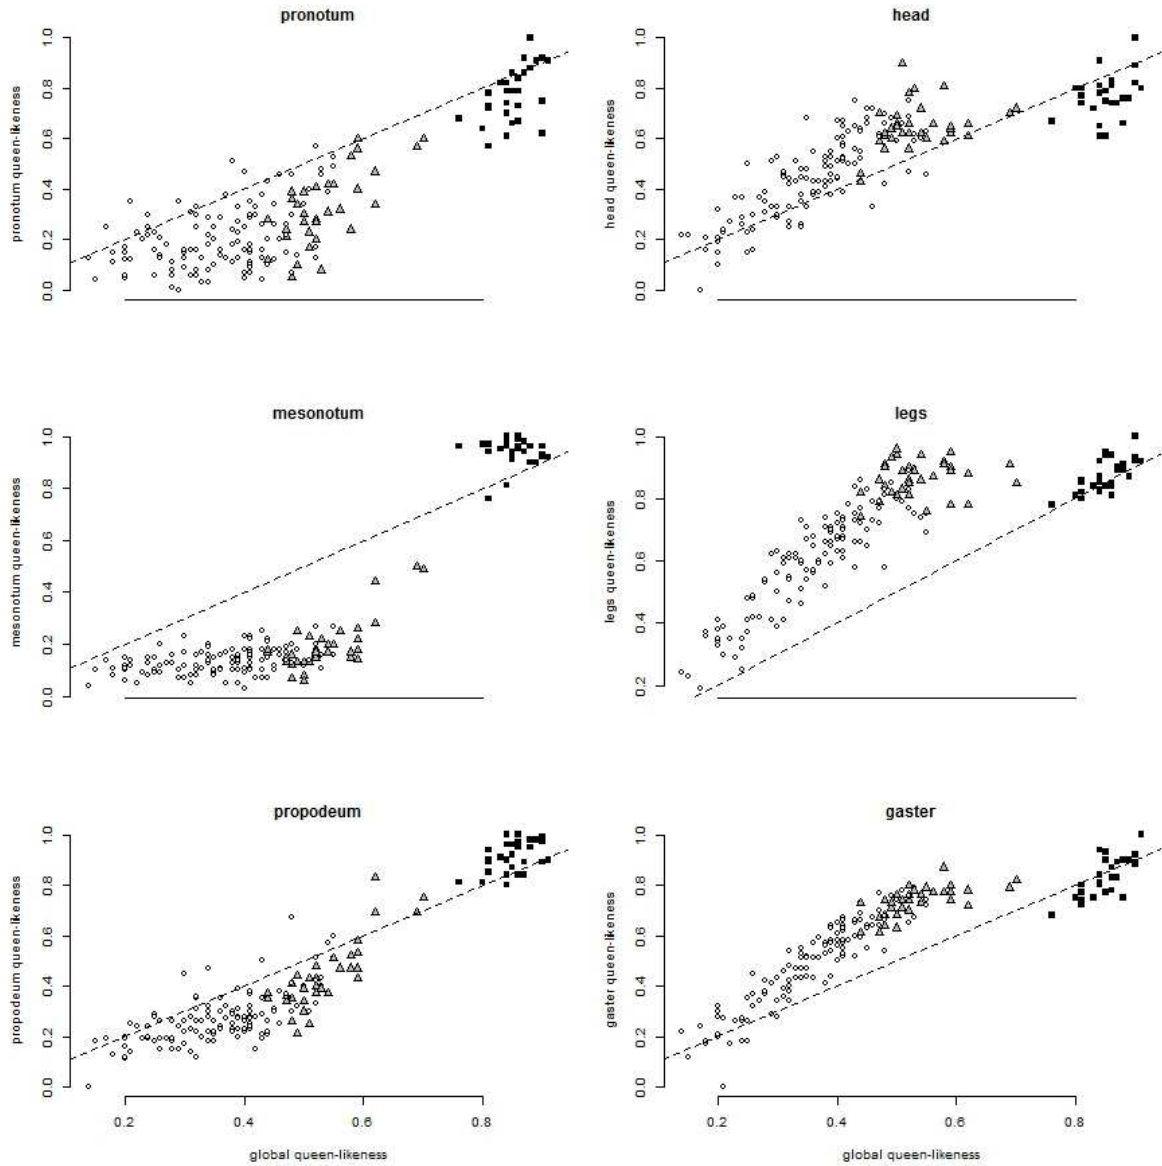 pronotum
pronotum queen-likeness
1.0
0.8
0.6
0.4
0.2
0.0
head
head queen-likeness
1.0
0.8
0.6
0.4
0.2
0.0
mesonotum
mesonotum queen-likeness
1.0
0.8
0.6
0.4
0.2
0.0
legs
legs queen-likeness
1.0
0.8
0.6
0.4
0.2
propodeum
propodeum queen-likeness
1.0
0.8
0.6
0.4
0.2
0.0
0.2 0.4 0.6 0.8
global queen-likeness
gaster
gaster queen-likeness
1.0
0.8
0.6
0.4
0.2
0.0
0.2 0.4 0.6 0.8
global queen-likeness